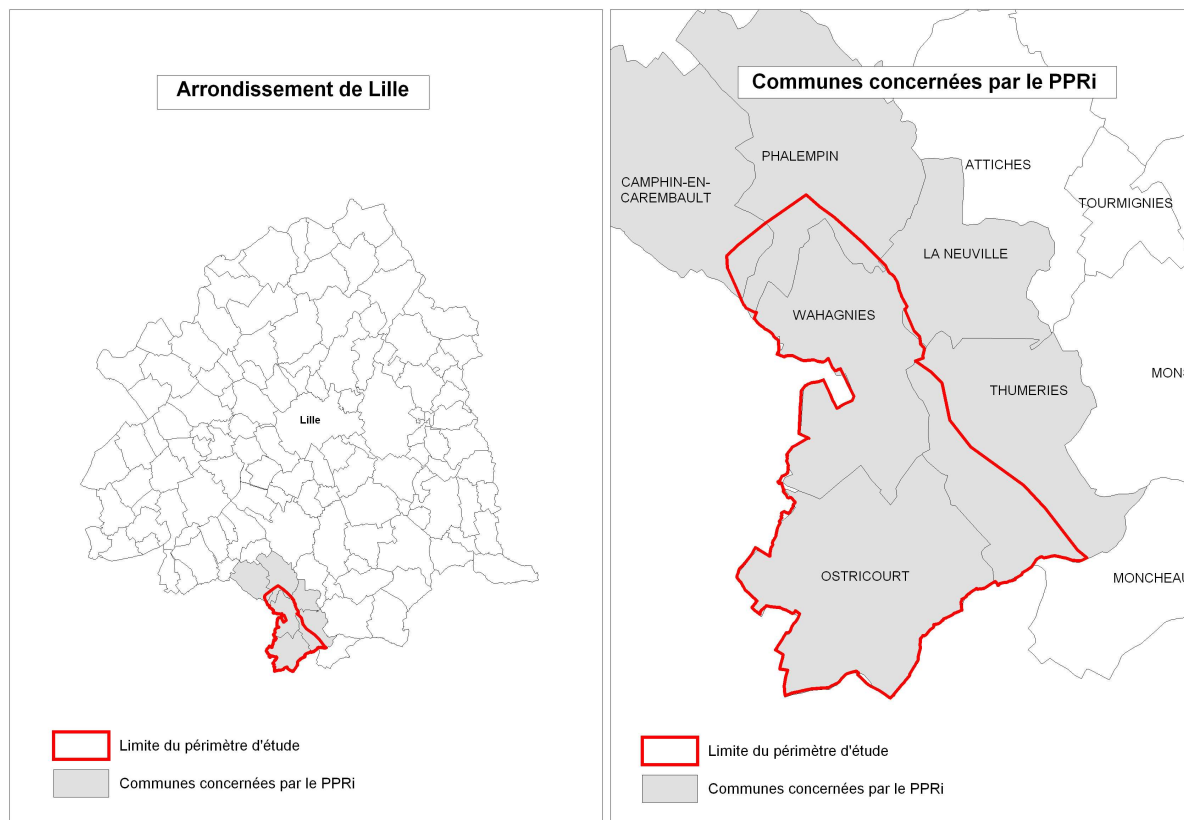 Arrondissement de Lille
Lille
Limite du périmètre d'étude
Communes concernées par le PPRi
Communes concernées par le PPRi
PHALEMPIN
ATTICHES
CAMPHIN-EN-
CAREMBAULT
TOURMIGNIES
LA NEUVILLE
WAHAGNIES
MONS
THUMERIES
OSTRICOURT
MONCHEAU
Limite du périmètre d'étude
Communes concernées par le PPRi